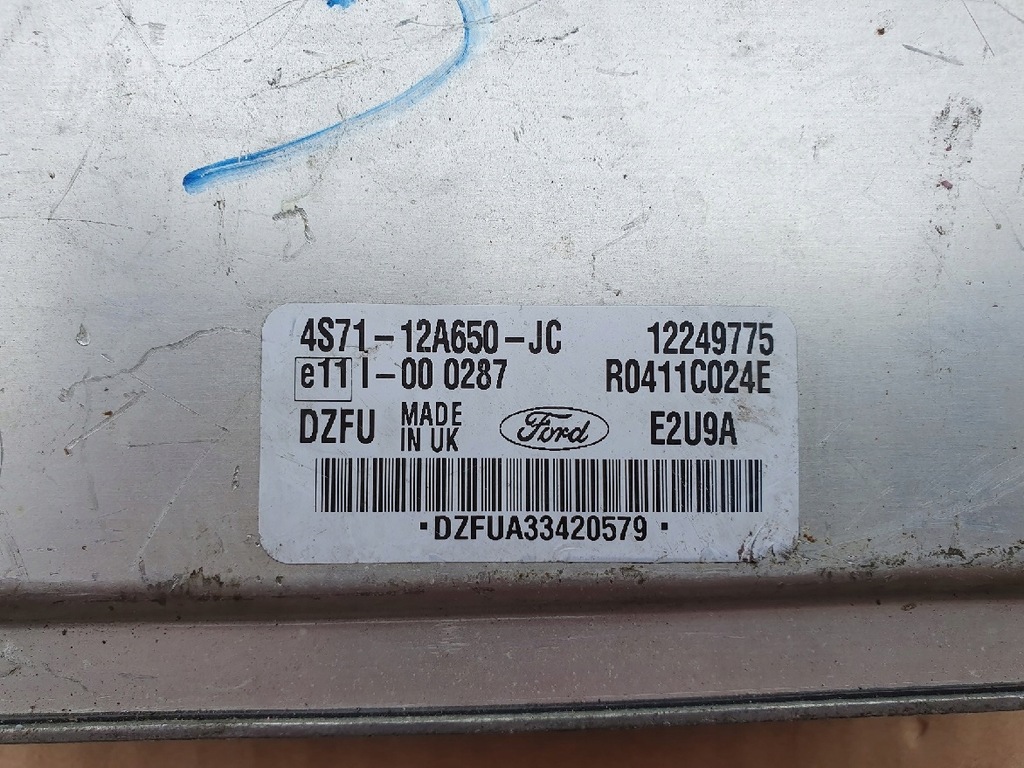 4S71-12A650-JC 12249775
e11 I-00 0287 R0411C024E
DZFU MADE IN UK Ford E2U9A
·DZFUA33420579·